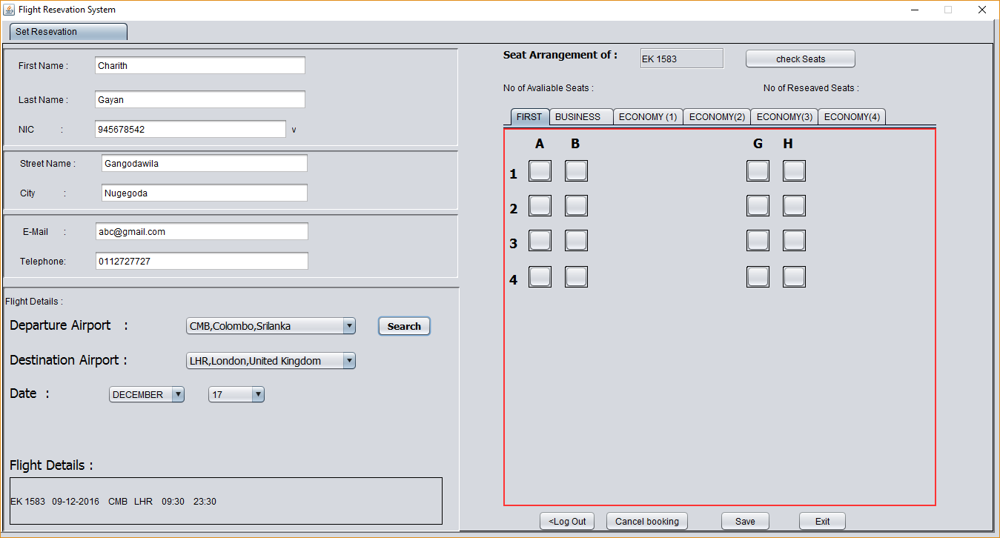 Flight Resevation System
Set Resevation
First Name : Charith
Last Name : Gayan
NIC : 945678542 v
Street Name : Gangodawila
City : Nugegoda
E-Mail : abc@gmail.com
Telephone: 0112727727
Flight Details :
Departure Airport : CMB,Colombo,Srilanka Search
Destination Airport : LHR,London,United Kingdom
Date : DECEMBER 17
Flight Details :
EK 1583 09-12-2016 CMB LHR 09:30 23:30
Seat Arrangement of : EK 1583 check Seats
No of Avaliable Seats : No of Reseaved Seats :
FIRST BUSINESS ECONOMY (1) ECONOMY(2) ECONOMY(3) ECONOMY(4)
A B G H
1
2
3
4
<Log Out Cancel booking Save Exit